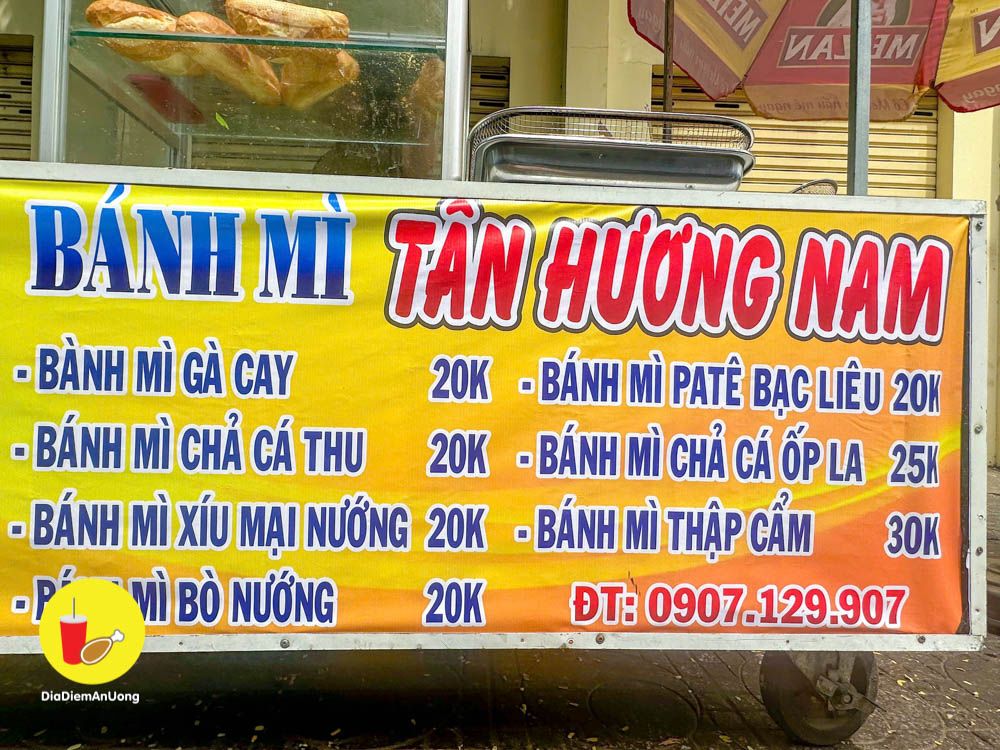 MEIZAN
MEIZAN
BÁNH MÌ TÂN HƯƠNG NAM
- BÀNH MÌ GÀ CAY 20K
- BÁNH MÌ CHẢ CÁ THU 20K
- BÁNH MÌ XÍU MẠI NƯỚNG 20K
- MÌ BÒ NƯỚNG 20K
- BÁNH MÌ PATÊ BẠC LIÊU 20K
- BÁNH MÌ CHẢ CÁ ỐP LA 25K
- BÁNH MÌ THẬP CẨM 30K
ĐT: 0907.129.907
DiaDiemAnUong